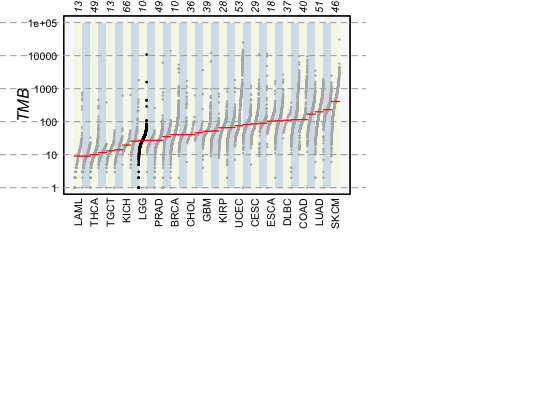 13 49 13 66 10 49 10 36 39 28 53 29 18 37 40 51 46
1e+05
10000
1000
100
10
1
TMB
LAML THCA TGCT KICH LGG PRAD BRCA CHOL GBM KIRP UCEC CESC ESCA DLBC COAD LUAD SKCM